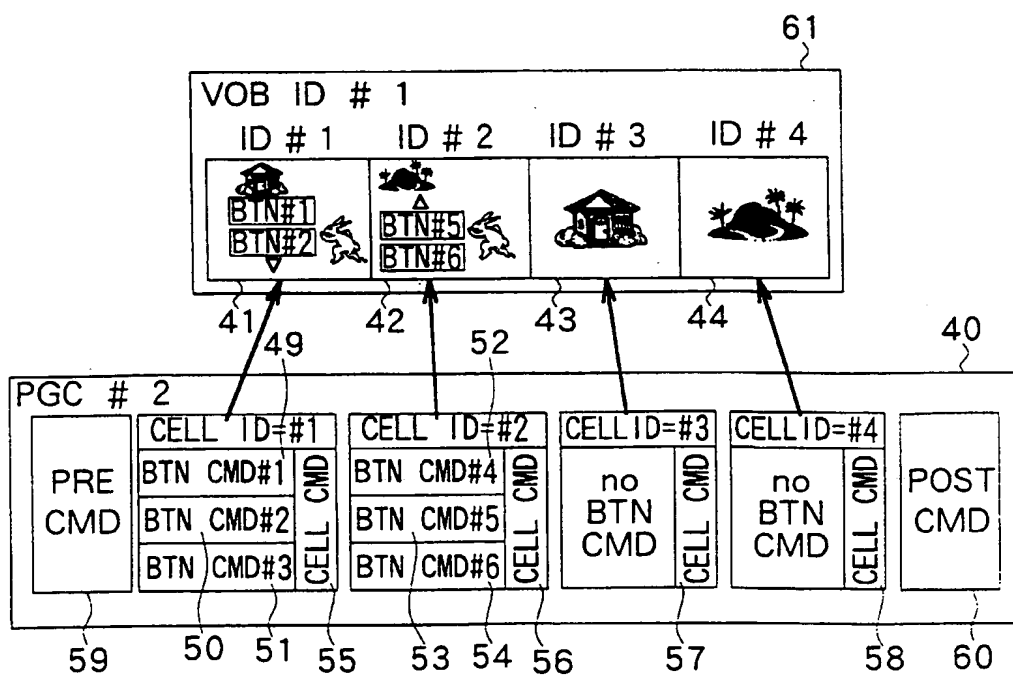 61
VOB ID # 1
ID # 1 ID # 2 ID # 3 ID # 4
BTN#1
BTN#2
BTN#5
BTN#6
41 42 43 44
49 52 40
PGC # 2
PRE
CMD
CELL ID=#1
BTN CMD#1
BTN CMD#2
BTN CMD#3
CELL CMD
CELL ID=#2
BTN CMD#4
BTN CMD#5
BTN CMD#6
CELL CMD
CELL ID=#3
no
BTN
CMD
CELL CMD
CELL ID=#4
no
BTN
CMD
CELL CMD
POST
CMD
59 50 51 55 53 54 56 57 58 60